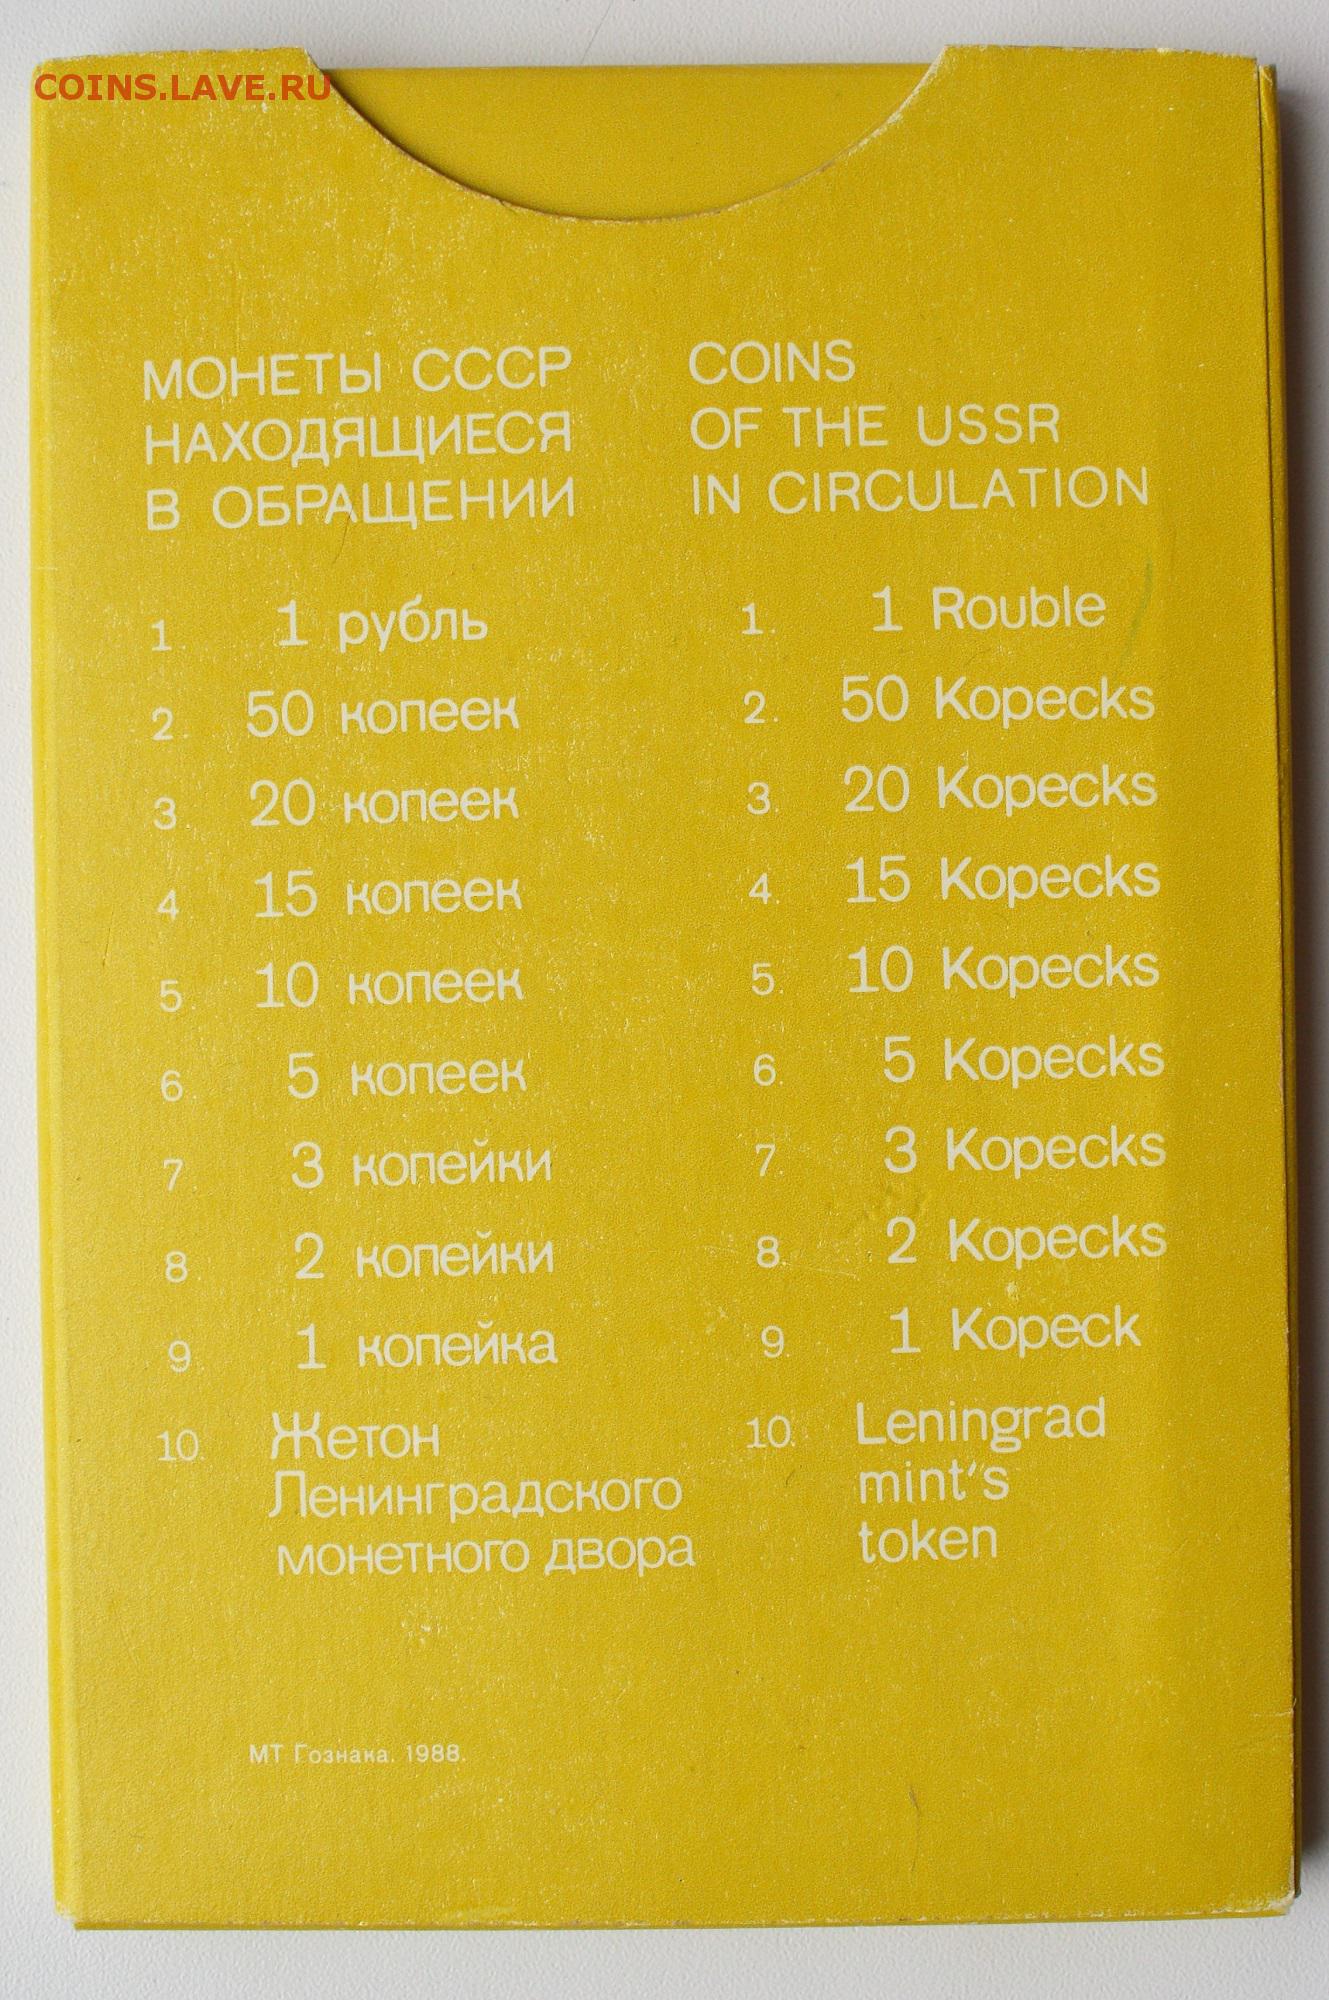 COINS.LAVE.RU
МОНЕТЫ СССР
НАХОДЯЩИЕСЯ
В ОБРАЩЕНИИ
1. 1 рубль
2. 50 копеек
3 20 копеек
4 15 копеек
5 10 копеек
6. 5 копеек
7. 3 копейки
8. 2 копейки
9. 1 копейка
10. Жетон
Ленинградского
монетного двора
COINS
OF THE USSR
IN CIRCULATION
1. 1 Rouble
2. 50 Kopecks
3. 20 Kopecks
4. 15 Kopecks
5. 10 Kopecks
6. 5 Kopecks
7. 3 Kopecks
8. 2 Kopecks
9. 1 Kopeck
10. Leningrad
mint"s
token
МТ Гознака. 1988.